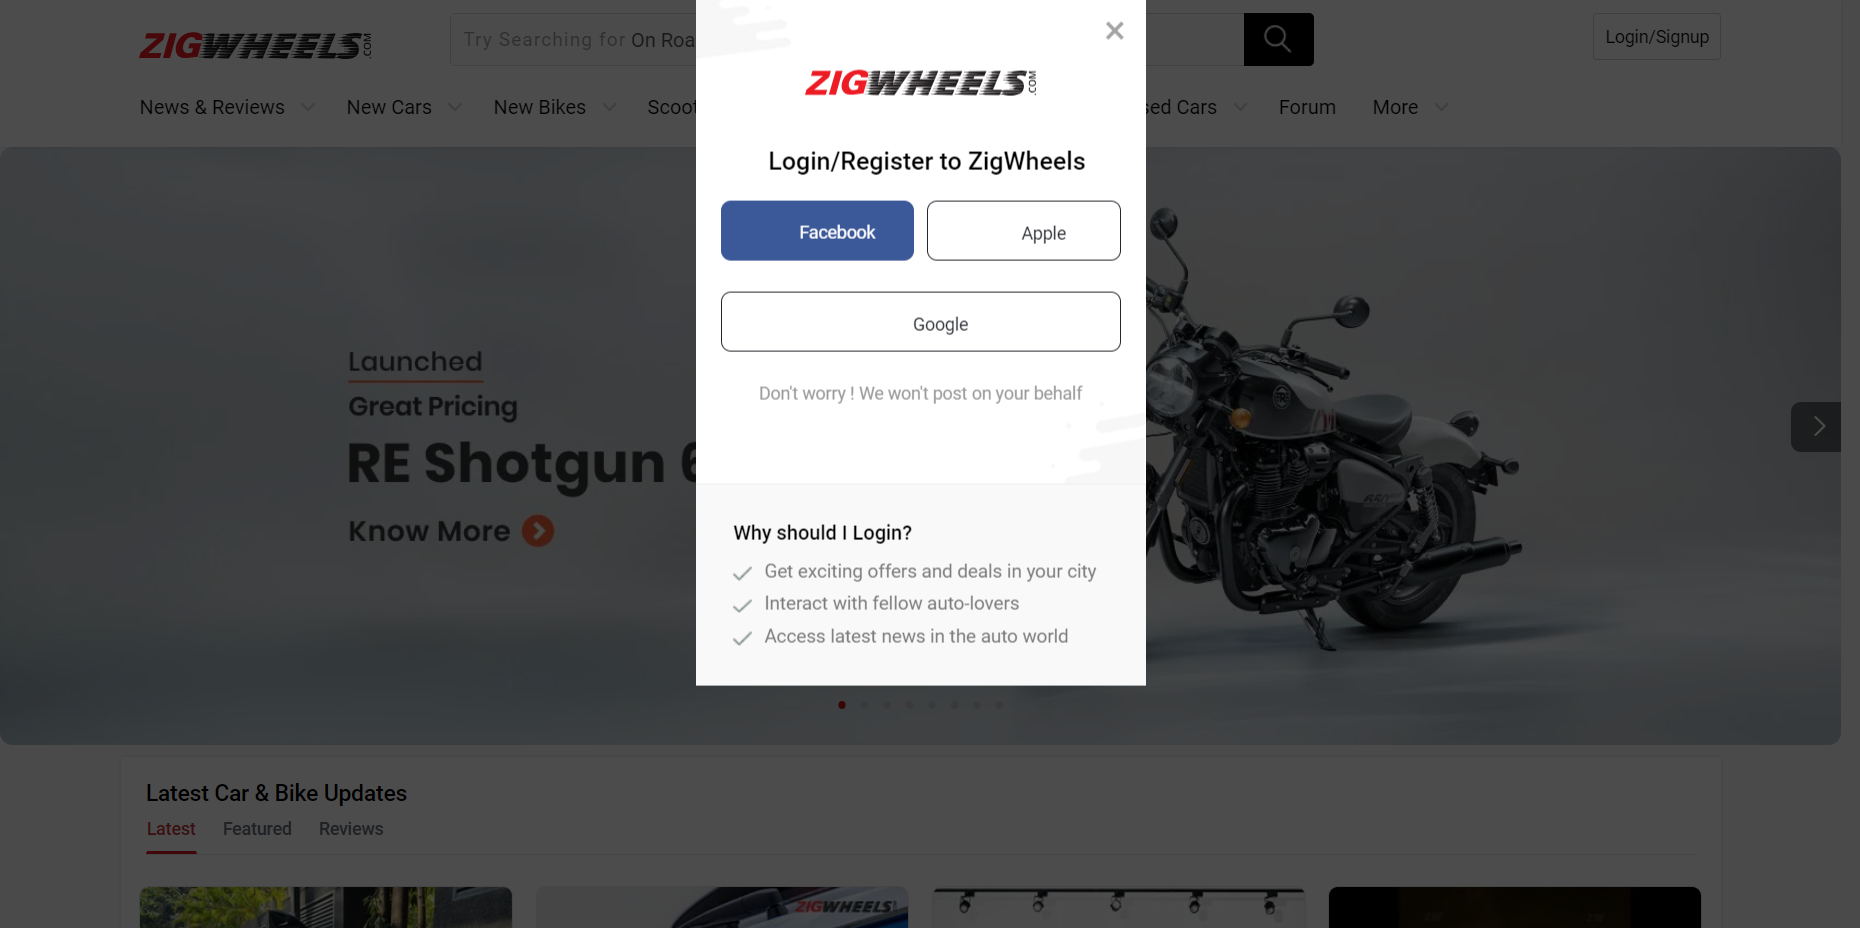 ZIGWHEELS.COM
Try Searching for On Roa
Login/Signup
News & Reviews
New Cars
New Bikes
Scoot
sed Cars
Forum
More
ZIGWHEELS.COM
Login/Register to ZigWheels
Facebook
Apple
Google
Don't worry ! We won't post on your behalf
Why should I Login?
Get exciting offers and deals in your city
Interact with fellow auto-lovers
Access latest news in the auto world
Launched
Great Pricing
RE Shotgun 6
Know More
650
Latest Car & Bike Updates
Latest
Featured
Reviews
ZIGWHEELS